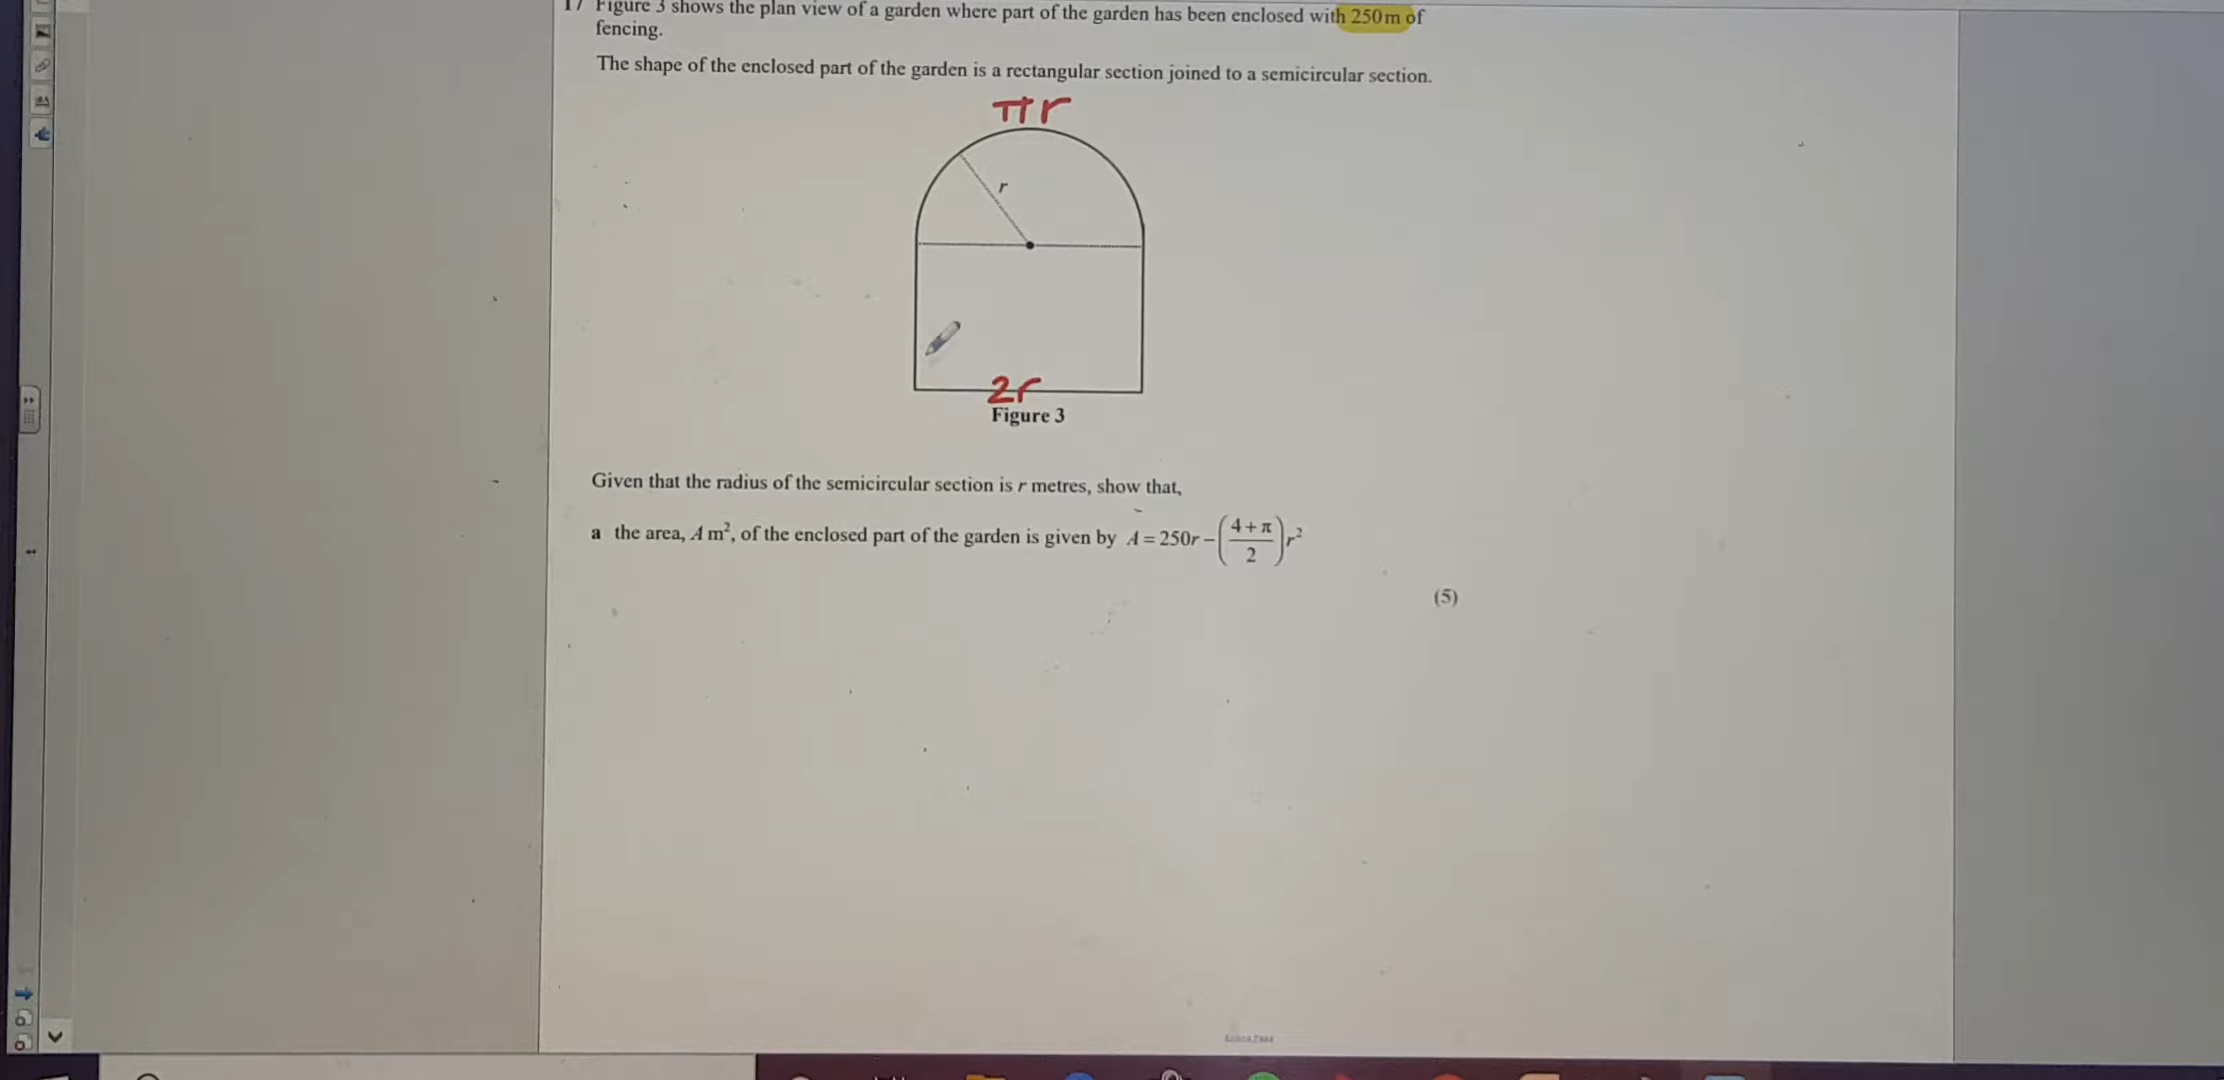 17 Figure 3 shows the plan view of a garden where part of the garden has been enclosed with 250 m of
fencing.
The shape of the enclosed part of the garden is a rectangular section joined to a semicircular section.
πr
r
2r
Figure 3
Given that the radius of the semicircular section is r metres, show that,
a the area, A m², of the enclosed part of the garden is given by A = 250r − ((4 + π)/2)r²
(5)